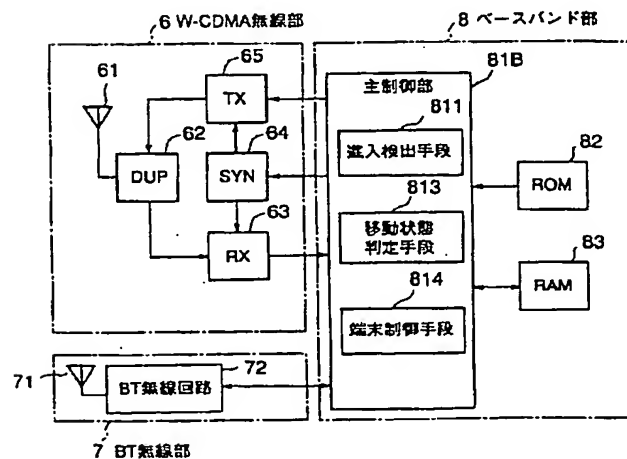 6 W-CDMA無線部
8 ベースバンド部
61
65
TX
62
DUP
64
SYN
63
RX
81B
主制御部
811
進入検出手段
813
移動状態
判定手段
814
端末制御手段
82
ROM
83
RAM
71
72
BT無線回路
7 BT無線部